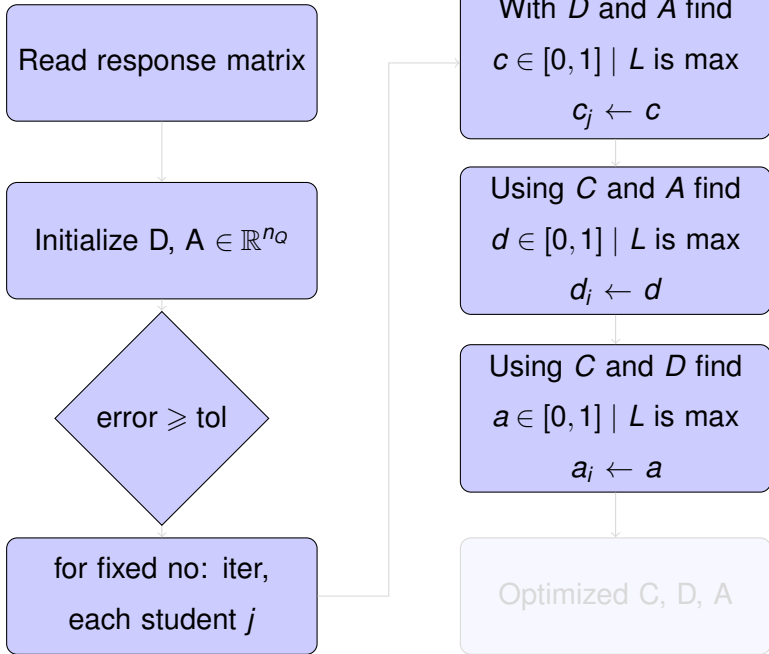 Read response matrix
Initialize D, A ∈ ℝ^{n_Q}
error ⩾ tol
for fixed no: iter,
each student j
With D and A find
c ∈ [0, 1] | L is max
c_j ← c
Using C and A find
d ∈ [0, 1] | L is max
d_i ← d
Using C and D find
a ∈ [0, 1] | L is max
a_i ← a
Optimized C, D, A